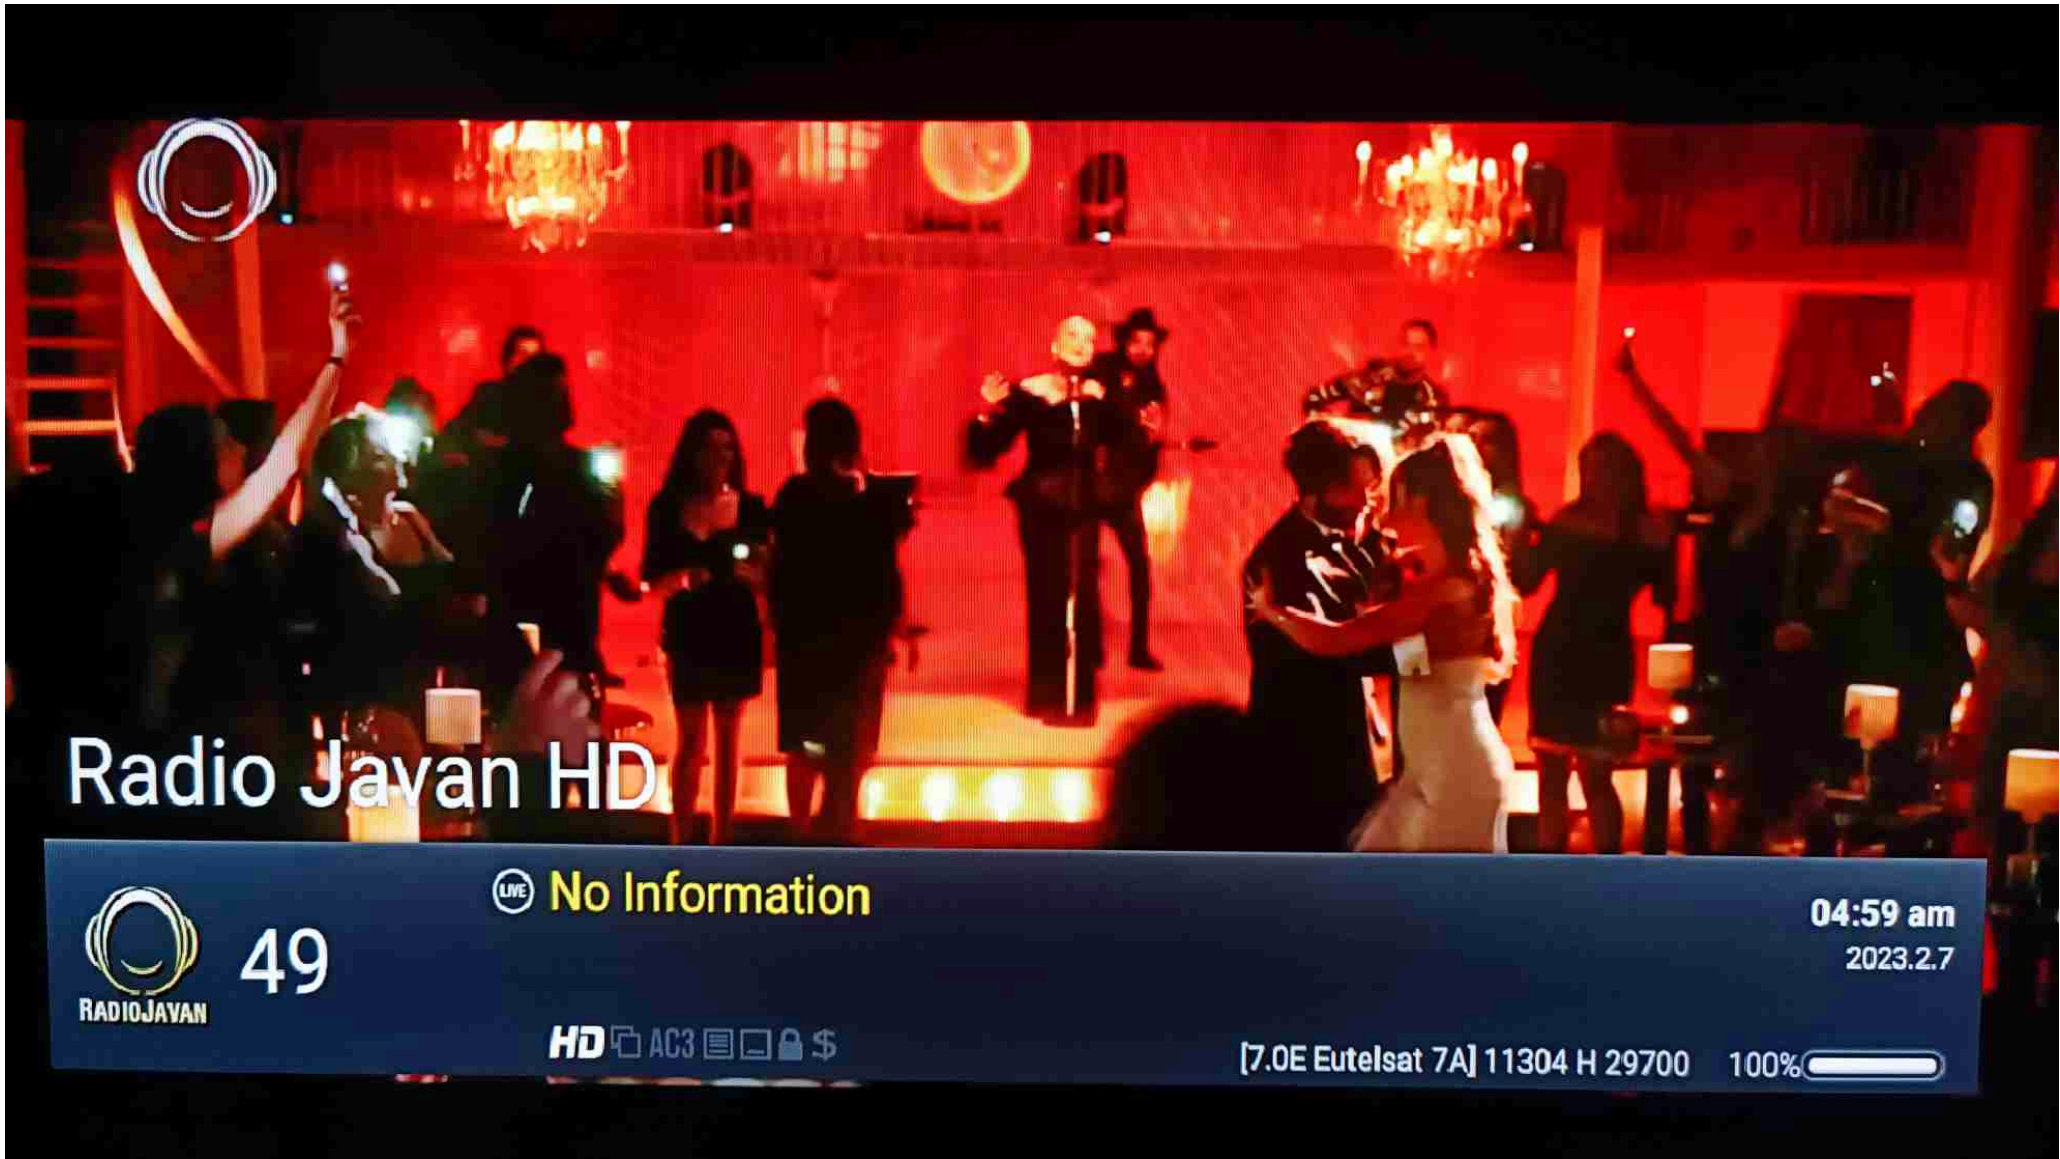 Radio Javan HD
49
RADIOJAVAN
LIVE No Information
04:59 am
2023.2.7
HD AC3 $
[7.0E Eutelsat 7A] 11304 H 29700 100%